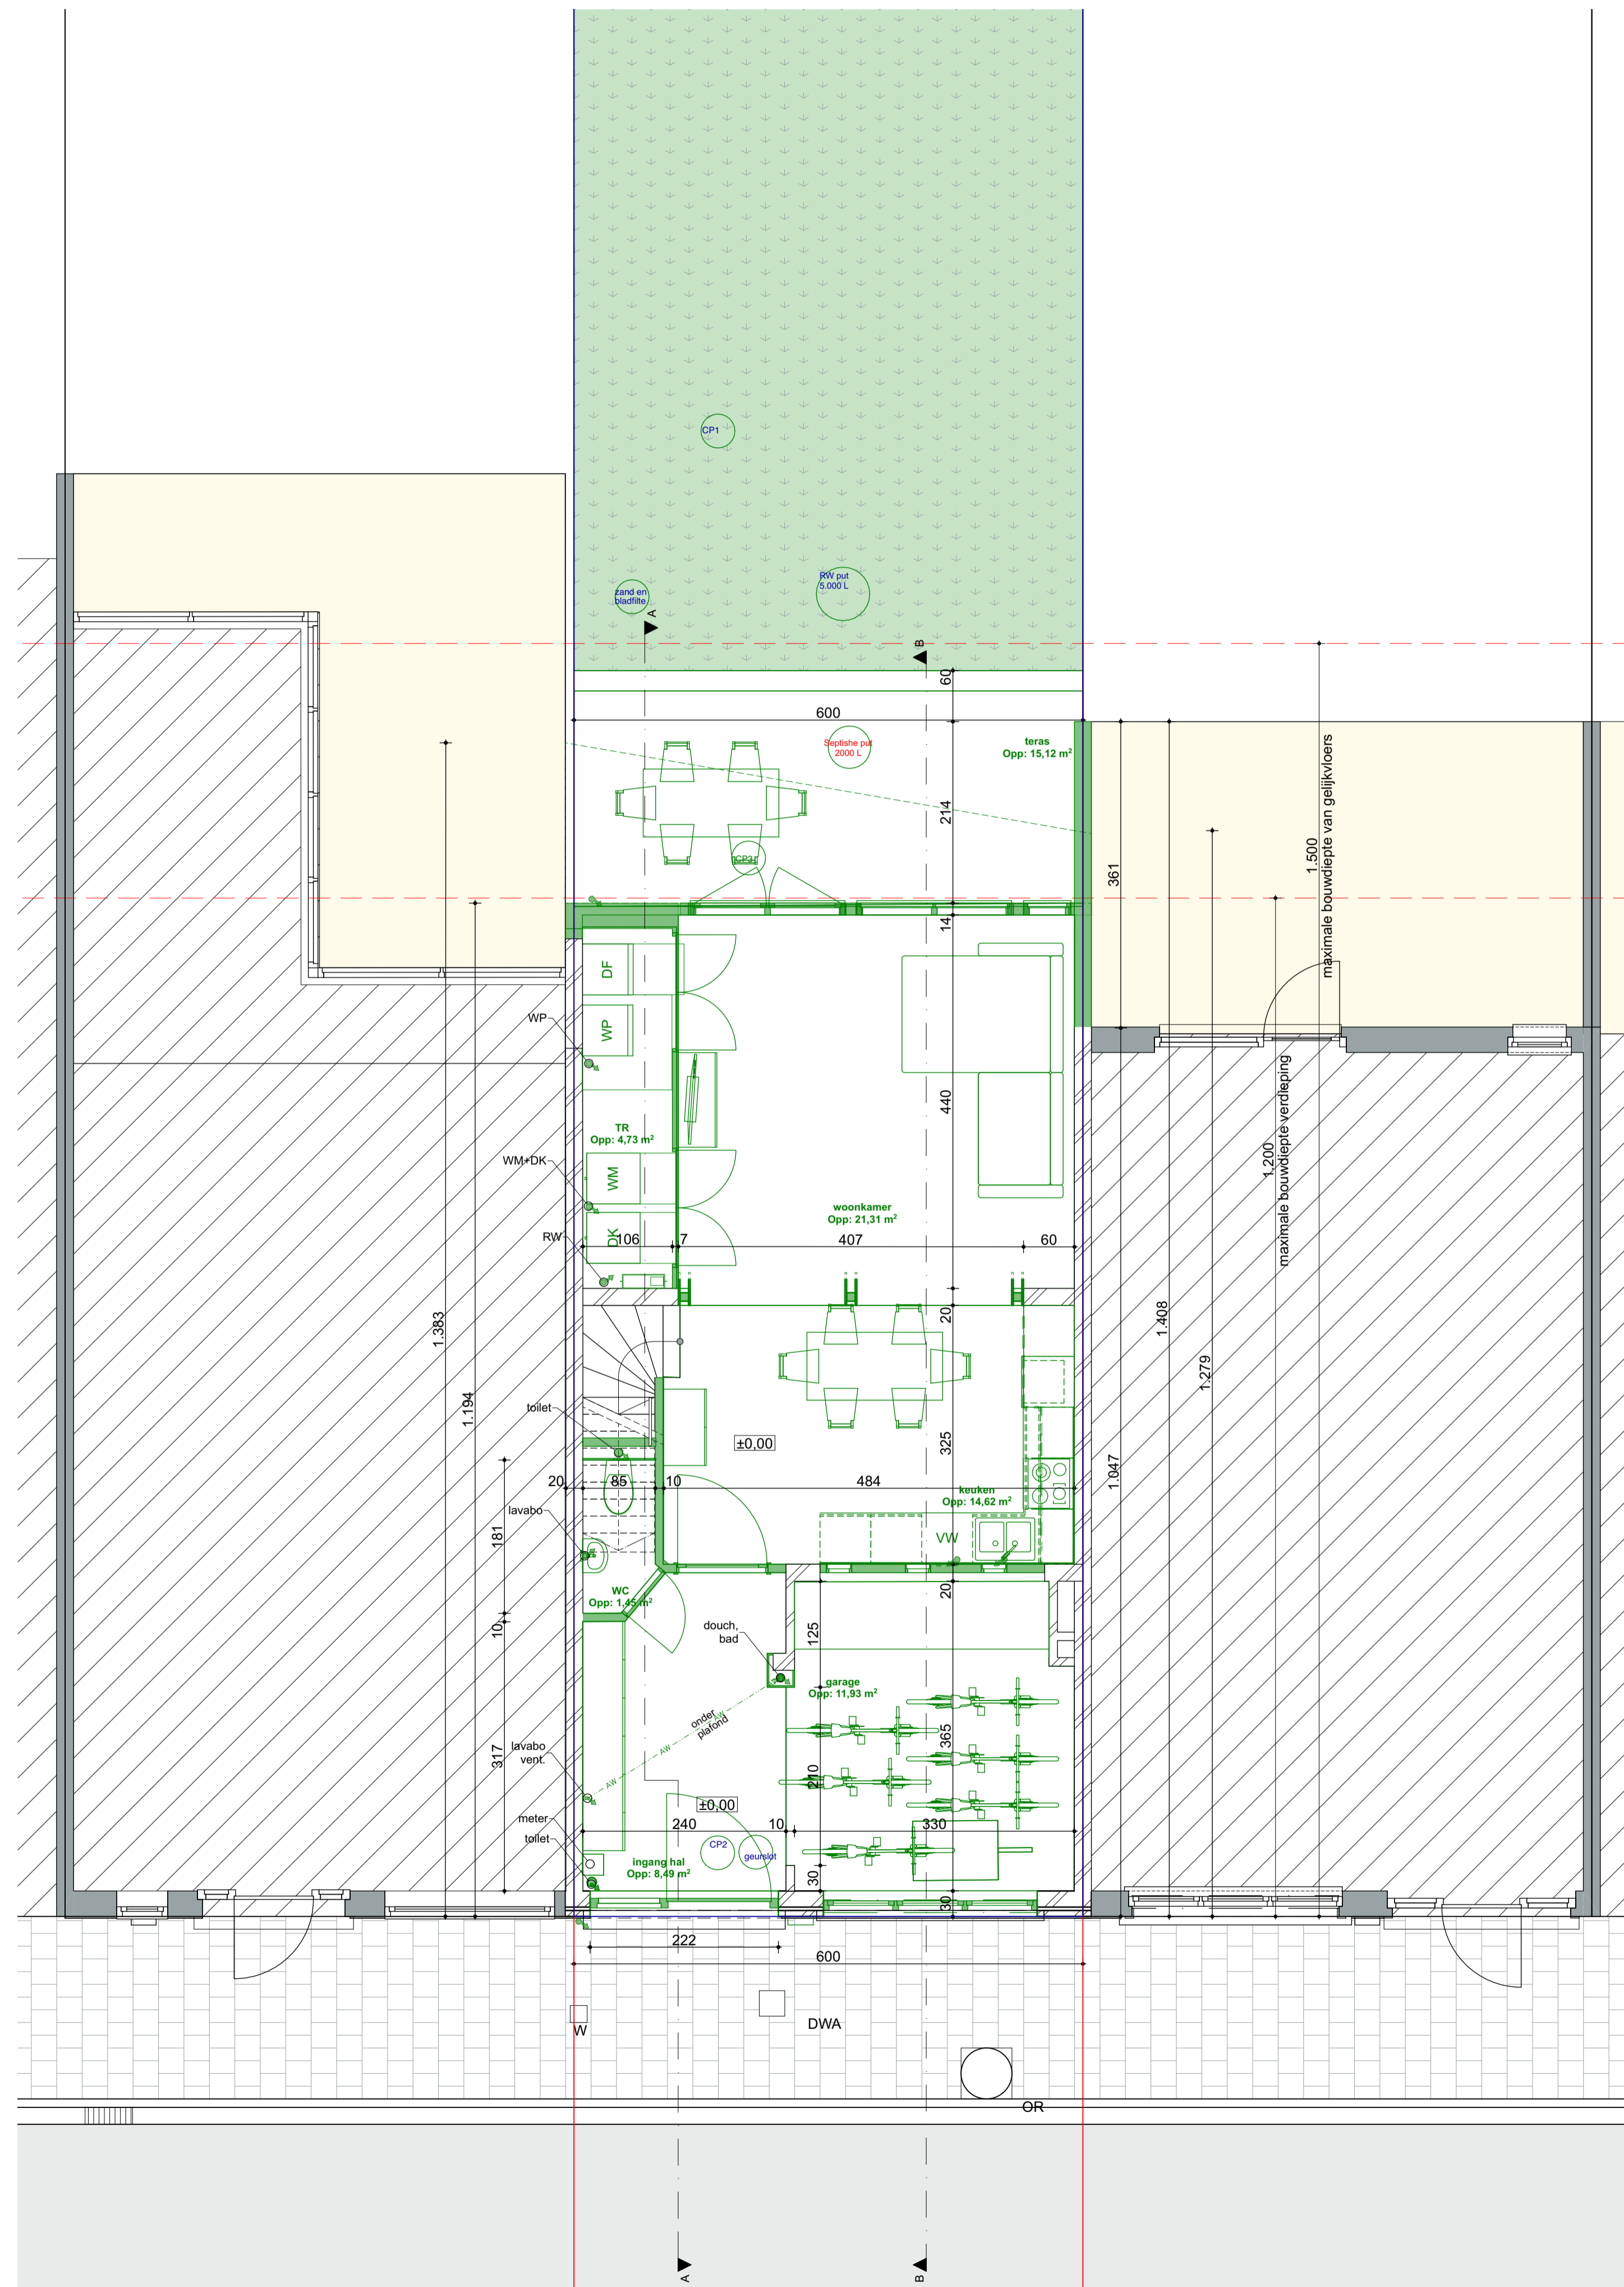 CP1
zand en
bladfilte
RW put
5.000 L
A
B
60
600
Septishe put
2000 L
teras
Opp: 15,12 m²
214
CP3
361
1.500
maximale bouwdiepte van gelijkvloers
14
DF
WP
WP
440
TR
Opp: 4,73 m²
WM+DK
WM
DK
RW
woonkamer
Opp: 21,31 m²
106
7
407
60
1.200
maximale bouwdiepte verdieping
1.383
1.194
1.408
1.279
1.047
20
toilet
±0,00
325
20
85
10
484
keuken
Opp: 14,62 m²
VW
lavabo
181
WC
Opp: 1,45 m²
20
10
douch,
bad
125
garage
Opp: 11,93 m²
onder
plafond
AW
AW
AW
365
210
317
lavabo
vent.
meter
toilet
±0,00
240
10
330
CP2
geurslot
ingang hal
Opp: 8,49 m²
30
30
222
600
W
DWA
OR
A
B